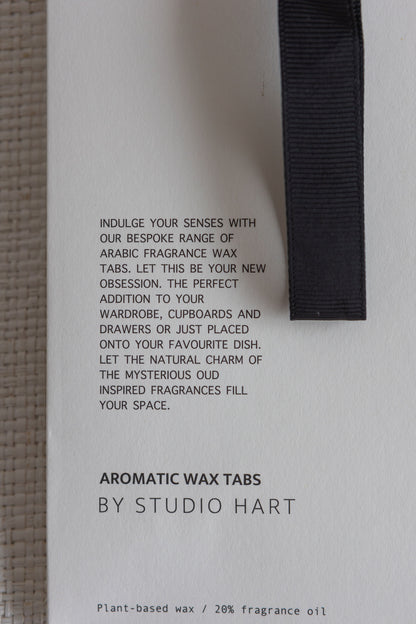 INDULGE YOUR SENSES WITH
OUR BESPOKE RANGE OF
ARABIC FRAGRANCE WAX
TABS. LET THIS BE YOUR NEW
OBSESSION. THE PERFECT
ADDITION TO YOUR
WARDROBE, CUPBOARDS AND
DRAWERS OR JUST PLACED
ONTO YOUR FAVOURITE DISH.
LET THE NATURAL CHARM OF
THE MYSTERIOUS OUD
INSPIRED FRAGRANCES FILL
YOUR SPACE.
AROMATIC WAX TABS
BY STUDIO HART
Plant-based wax / 20% fragrance oil